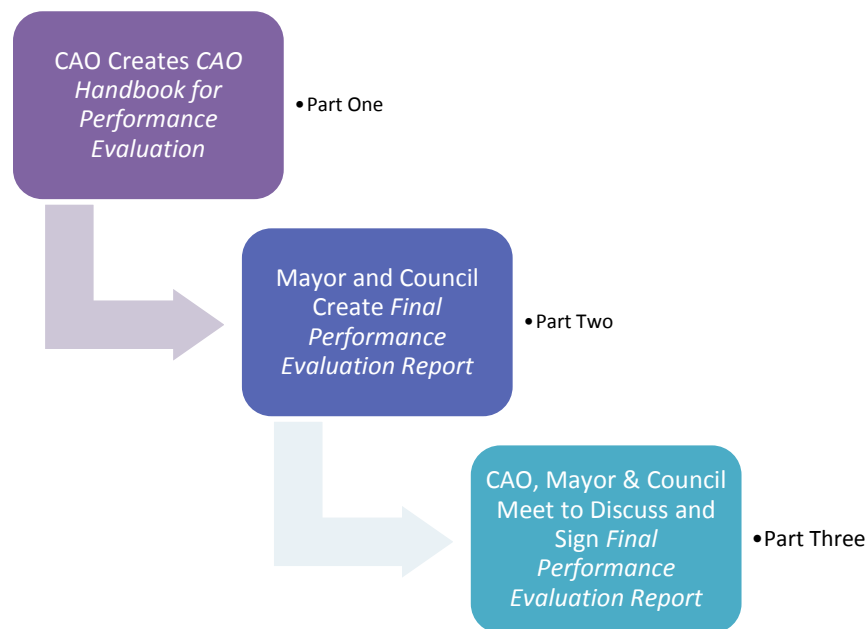 CAO Creates CAO
Handbook for
Performance
Evaluation
•Part One
Mayor and Council
Create Final
Performance
Evaluation Report
•Part Two
CAO, Mayor & Council
Meet to Discuss and
Sign Final
Performance
Evaluation Report
•Part Three